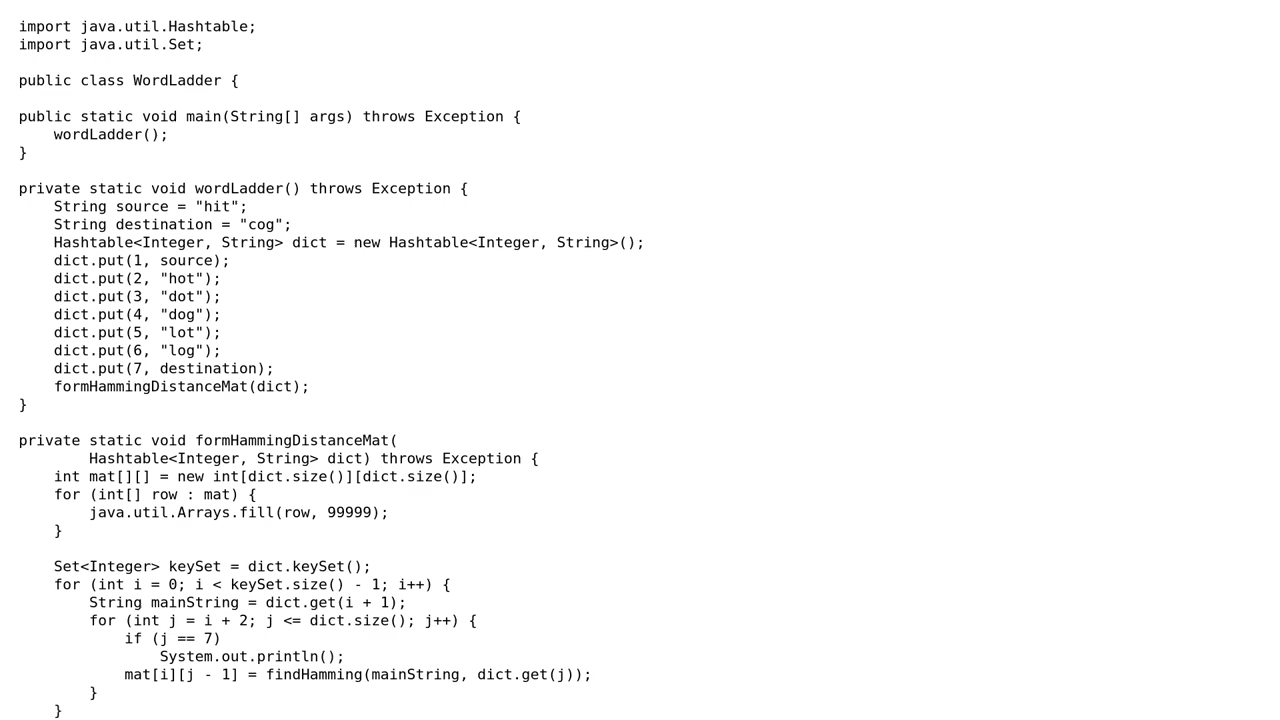 import java.util.Hashtable;
import java.util.Set;

public class WordLadder {

public static void main(String[] args) throws Exception {
    wordLadder();
}

private static void wordLadder() throws Exception {
    String source = "hit";
    String destination = "cog";
    Hashtable<Integer, String> dict = new Hashtable<Integer, String>();
    dict.put(1, source);
    dict.put(2, "hot");
    dict.put(3, "dot");
    dict.put(4, "dog");
    dict.put(5, "lot");
    dict.put(6, "log");
    dict.put(7, destination);
    formHammingDistanceMat(dict);
}

private static void formHammingDistanceMat(
        Hashtable<Integer, String> dict) throws Exception {
    int mat[][] = new int[dict.size()][dict.size()];
    for (int[] row : mat) {
        java.util.Arrays.fill(row, 99999);
    }

    Set<Integer> keySet = dict.keySet();
    for (int i = 0; i < keySet.size() - 1; i++) {
        String mainString = dict.get(i + 1);
        for (int j = i + 2; j <= dict.size(); j++) {
            if (j == 7)
                System.out.println();
            mat[i][j - 1] = findHamming(mainString, dict.get(j));
        }
    }